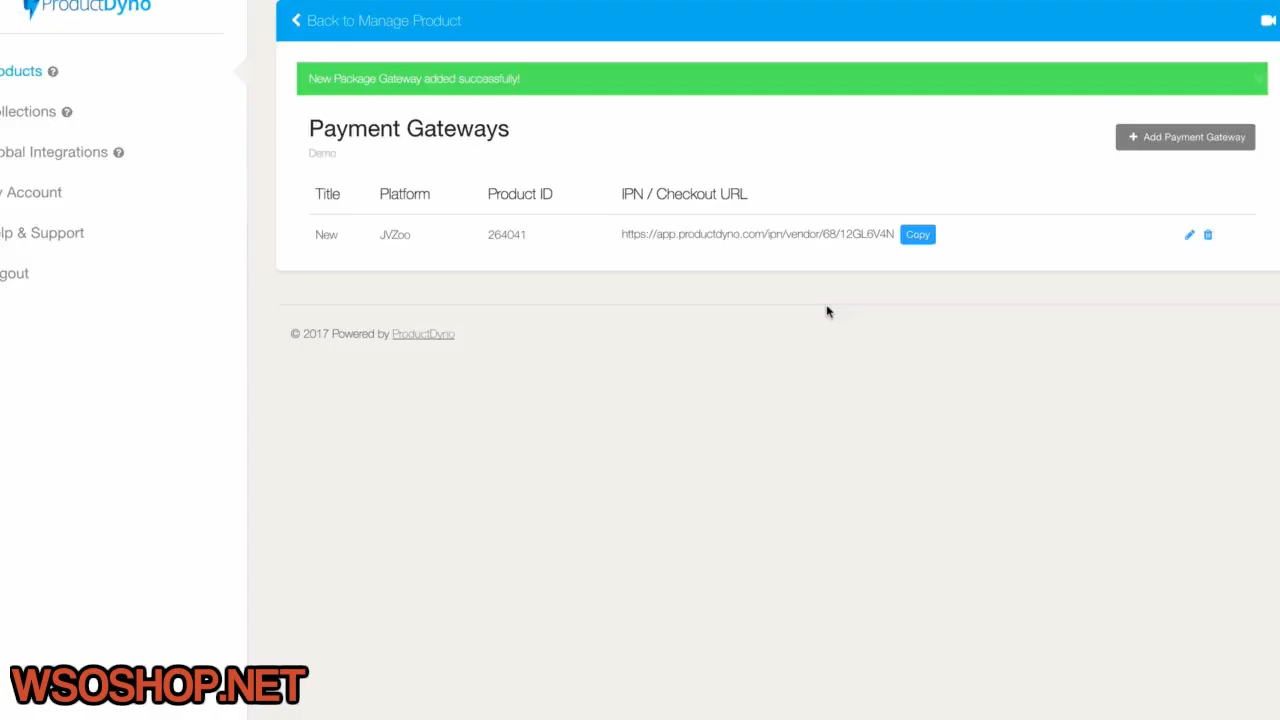 ProductDyno
Back to Manage Product
oducts
New Package Gateway added successfully!
llections
Payment Gateways
Add Payment Gateway
Demo
obal Integrations
Title Platform Product ID IPN / Checkout URL
y Account
New JVZoo 264041 https://app.productdyno.com/ipn/vendor/68/12GL6V4N Copy
lp & Support
gout
© 2017 Powered by ProductDyno
WSOSHOP.NET